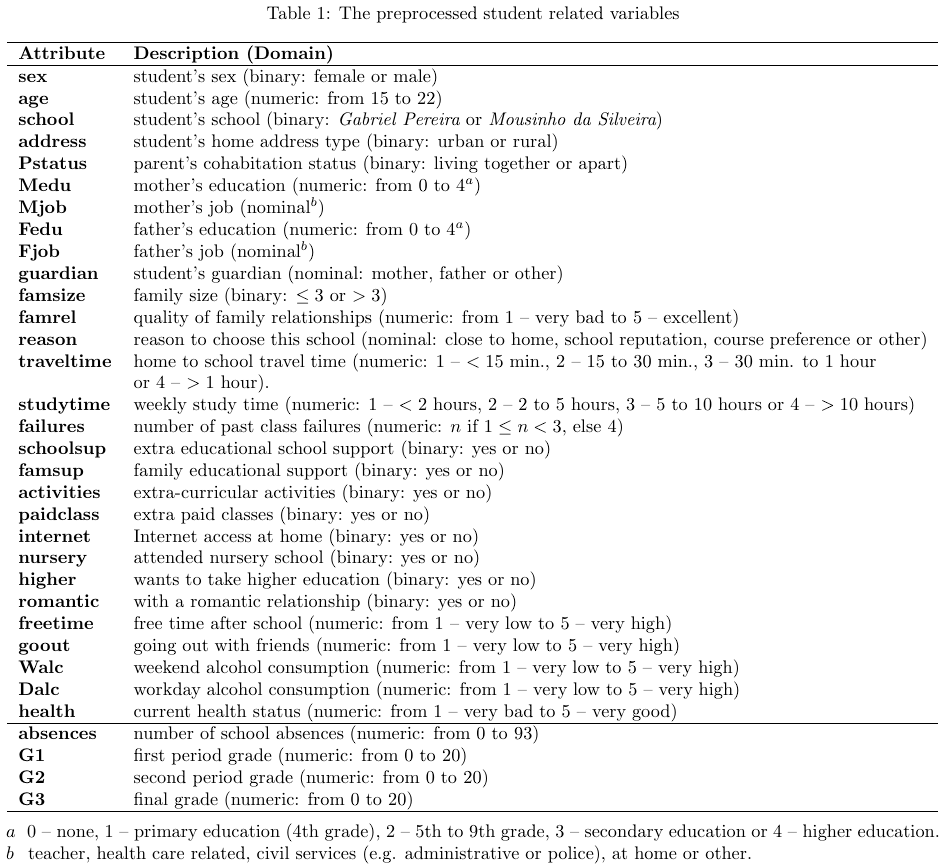 Table 1: The preprocessed student related variables
Attribute Description (Domain)
sex student's sex (binary: female or male)
age student's age (numeric: from 15 to 22)
school student's school (binary: Gabriel Pereira or Mousinho da Silveira)
address student's home address type (binary: urban or rural)
Pstatus parent's cohabitation status (binary: living together or apart)
Medu mother's education (numeric: from 0 to 4a)
Mjob mother's job (nominalb)
Fedu father's education (numeric: from 0 to 4a)
Fjob father's job (nominalb)
guardian student's guardian (nominal: mother, father or other)
famsize family size (binary: ≤ 3 or > 3)
famrel quality of family relationships (numeric: from 1 – very bad to 5 – excellent)
reason reason to choose this school (nominal: close to home, school reputation, course preference or other)
traveltime home to school travel time (numeric: 1 – < 15 min., 2 – 15 to 30 min., 3 – 30 min. to 1 hour
or 4 – > 1 hour).
studytime weekly study time (numeric: 1 – < 2 hours, 2 – 2 to 5 hours, 3 – 5 to 10 hours or 4 – > 10 hours)
failures number of past class failures (numeric: n if 1 ≤ n < 3, else 4)
schoolsup extra educational school support (binary: yes or no)
famsup family educational support (binary: yes or no)
activities extra-curricular activities (binary: yes or no)
paidclass extra paid classes (binary: yes or no)
internet Internet access at home (binary: yes or no)
nursery attended nursery school (binary: yes or no)
higher wants to take higher education (binary: yes or no)
romantic with a romantic relationship (binary: yes or no)
freetime free time after school (numeric: from 1 – very low to 5 – very high)
goout going out with friends (numeric: from 1 – very low to 5 – very high)
Walc weekend alcohol consumption (numeric: from 1 – very low to 5 – very high)
Dalc workday alcohol consumption (numeric: from 1 – very low to 5 – very high)
health current health status (numeric: from 1 – very bad to 5 – very good)
absences number of school absences (numeric: from 0 to 93)
G1 first period grade (numeric: from 0 to 20)
G2 second period grade (numeric: from 0 to 20)
G3 final grade (numeric: from 0 to 20)
a 0 – none, 1 – primary education (4th grade), 2 – 5th to 9th grade, 3 – secondary education or 4 – higher education.
b teacher, health care related, civil services (e.g. administrative or police), at home or other.